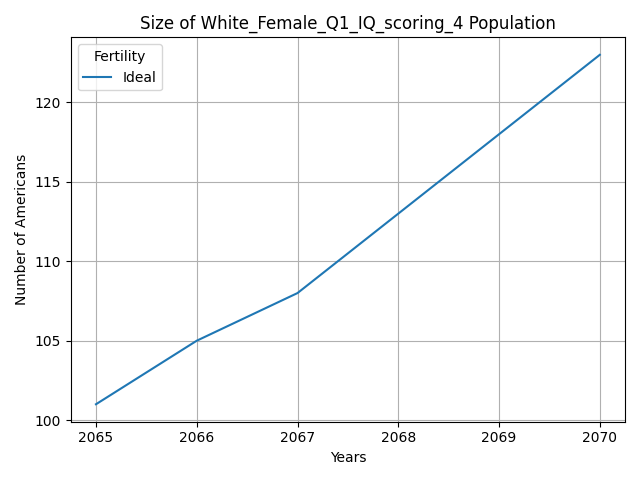 Size of White_Female_Q1_IQ_scoring_4 Population
Fertility
Ideal
Number of Americans
120
115
110
105
100
2065 2066 2067 2068 2069 2070
Years